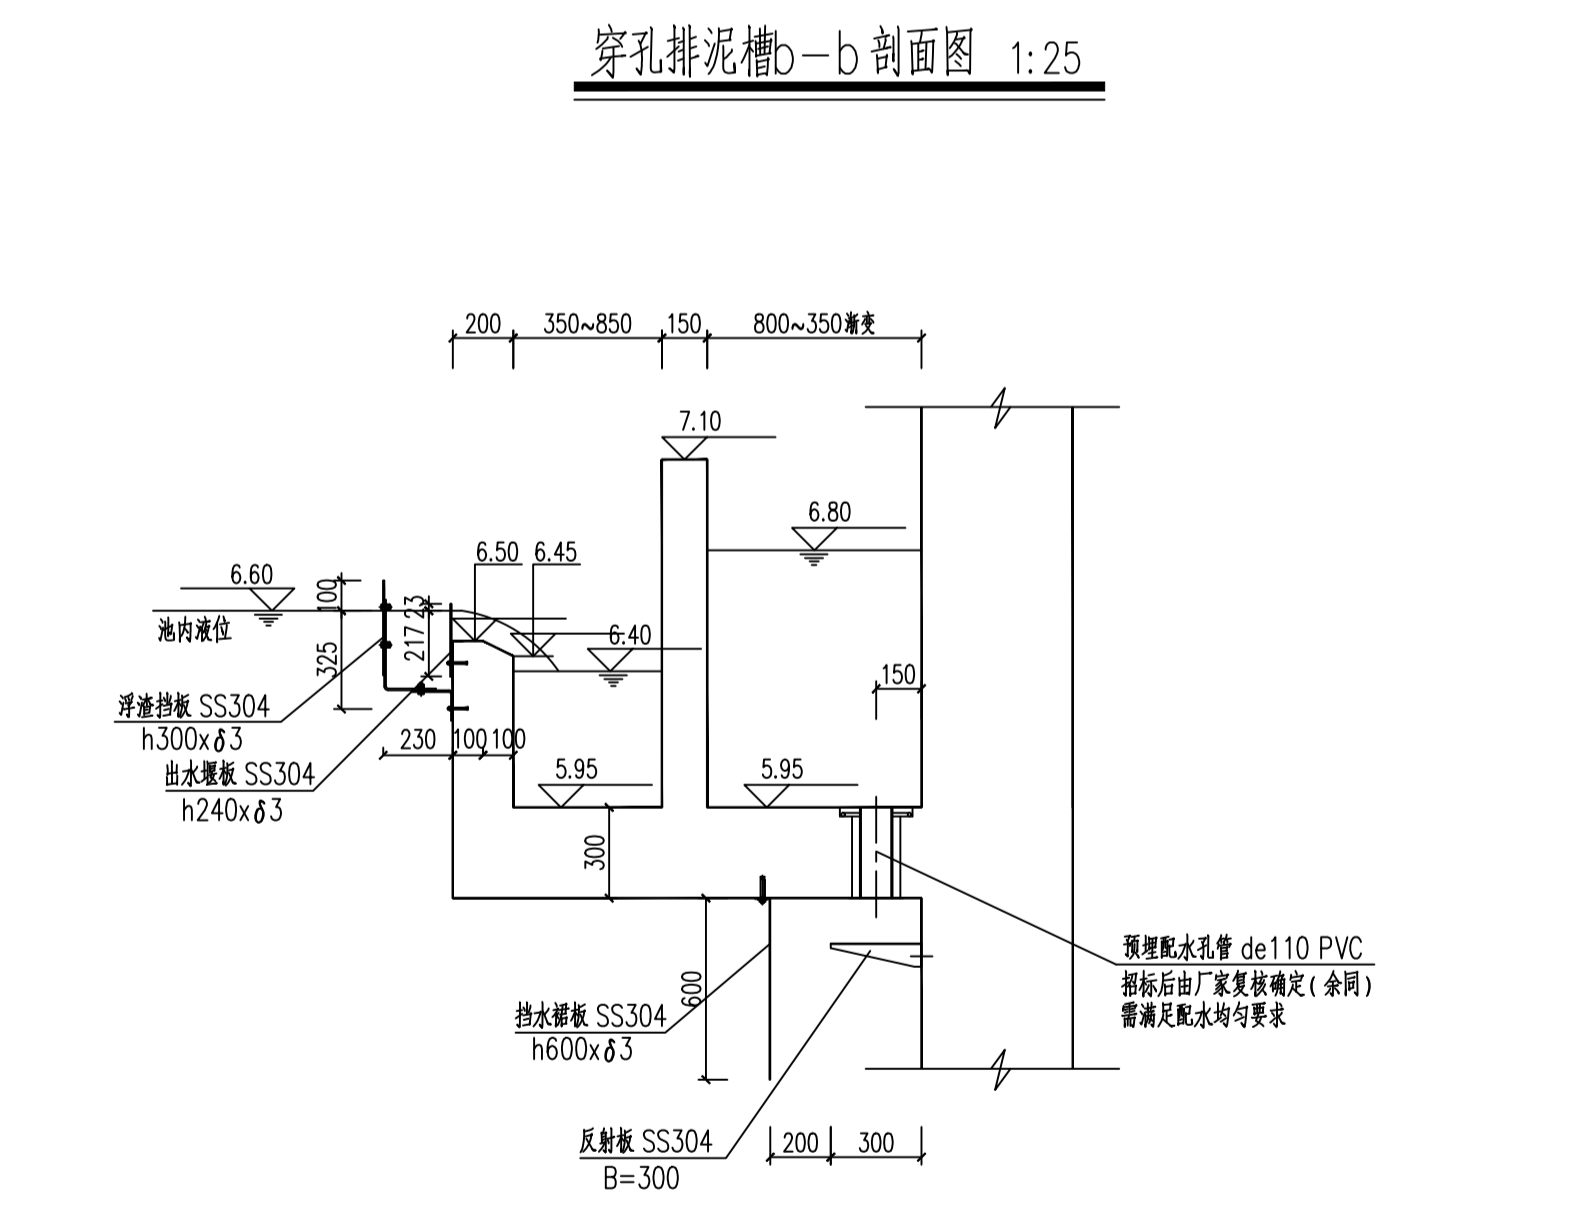 穿孔排泥槽b-b剖面图 1:25
200 350~850 150 800~350渐变
7.10
6.80
6.50 6.45
6.60
100
23
池内液位
6.40
217
325
150
浮渣挡板 SS304
h300xδ3
230 100 100
出水堰板 SS304
h240xδ3
5.95 5.95
300
预埋配水孔管 de110 PVC
招标后由厂家复核确定(余同)
需满足配水均匀要求
600
挡水裙板 SS304
h600xδ3
反射板 SS304
B=300
200 300